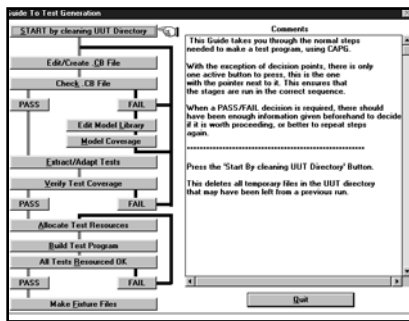 Guide To Test Generation
START by cleaning UUT Directory
Edit/Create .CB File
Check .CB File
PASS
FAIL
Edit Model Library
Model Coverage
Extract/Adapt Tests
Verify Test Coverage
PASS
FAIL
Allocate Test Resources
Build Test Program
All Tests Resourced OK
PASS
FAIL
Make Fixture Files
Comments
This Guide takes you through the normal steps
needed to make a test program, using CAPG.
With the exception of decision points, there is only
one active button to press, this is the one
with the pointer next to it. This ensures that
the stages are run in the correct sequence.
When a PASS/FAIL decision is required, there should
have been enough information given beforehand to decide
if it is worth proceeding, or better to repeat steps
again.
Press the 'Start By cleaning UUT Directory' Button.
This deletes all temporary files in the UUT directory
that may have been left from a previous run.
Quit